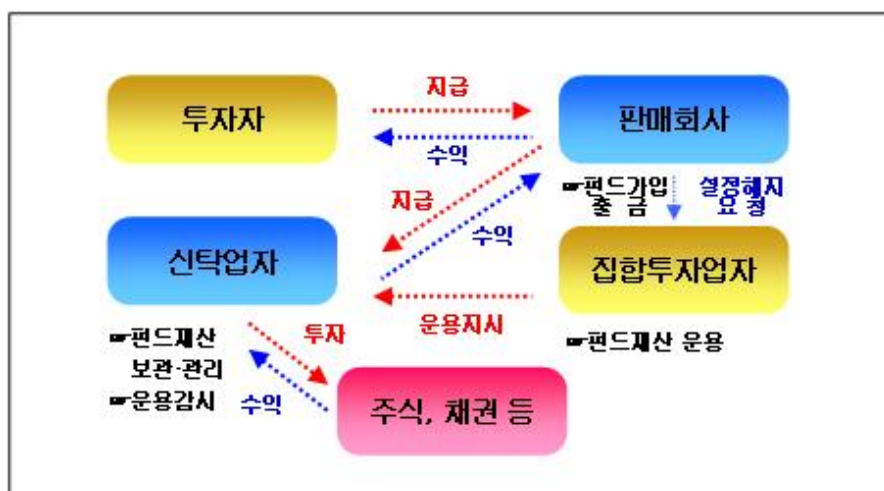 지급
투자자
판매회사
수익
☞펀드가입
출 금
설정해지
요 청
지급
수익
신탁업자
집합투자업자
운용지시
☞펀드재산
보관·관리
☞운용감시
투자
☞펀드재산 운용
수익
주식, 채권 등